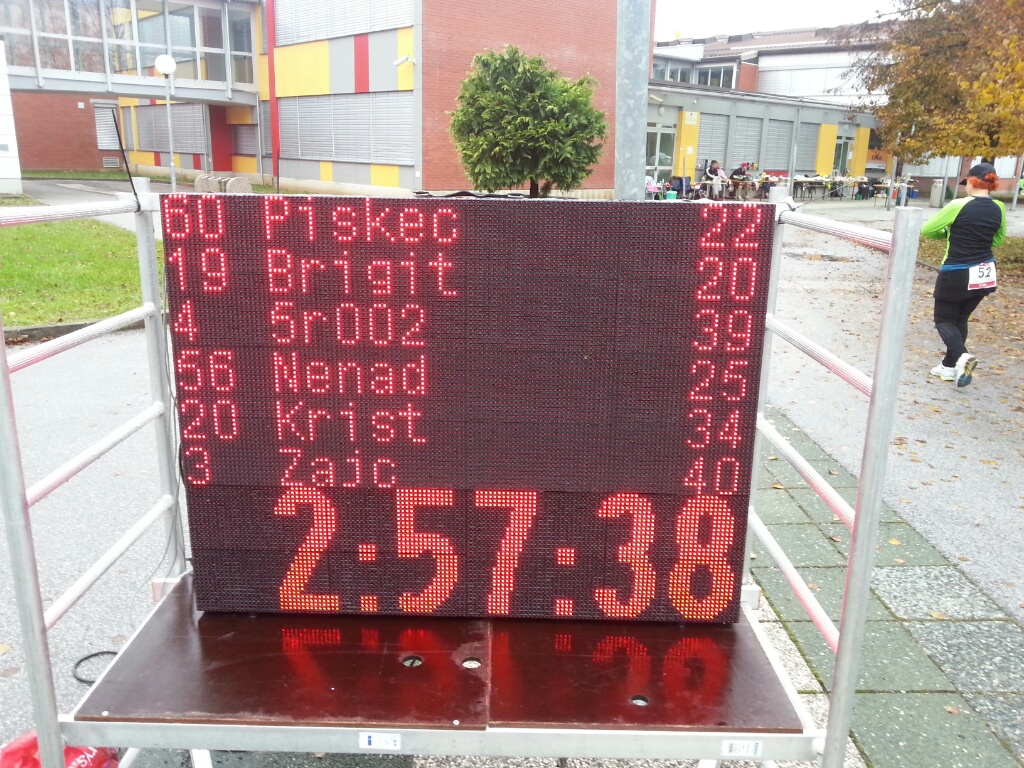 60 Piskec 22
19 Brigit 20
4 Sr002 39
56 Nenad 25
20 Krist 34
3 Zajc 40
2:57:38
52